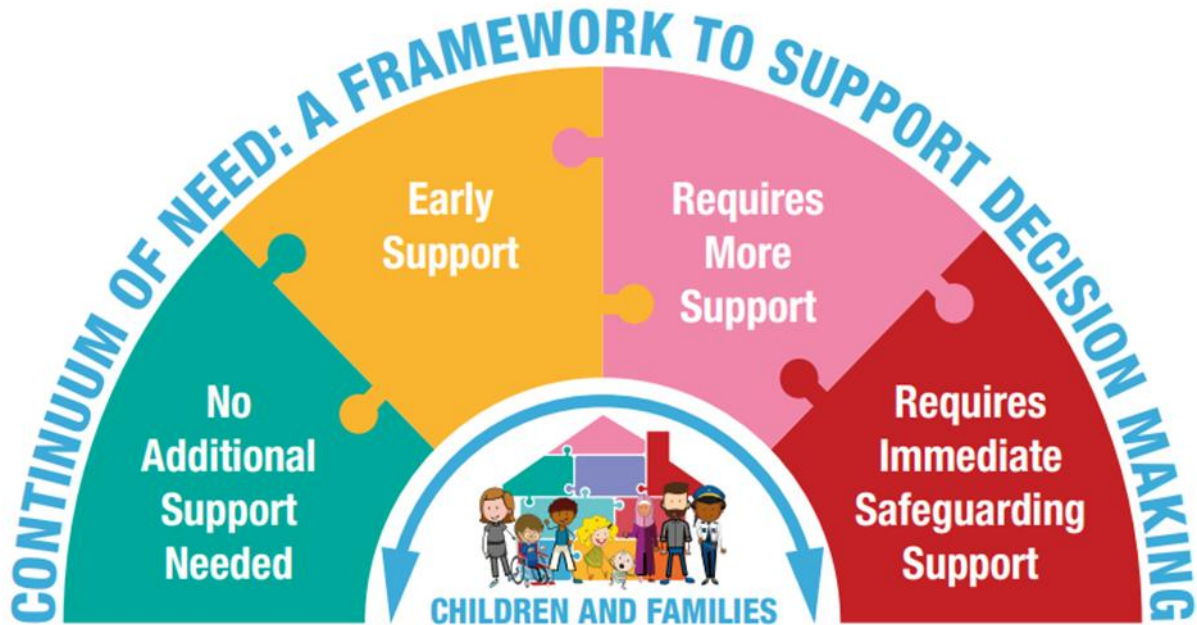 CONTINUUM OF NEED: A FRAMEWORK TO SUPPORT DECISION MAKING
No
Additional
Support
Needed
Early
Support
Requires
More
Support
Requires
Immediate
Safeguarding
Support
CHILDREN AND FAMILIES